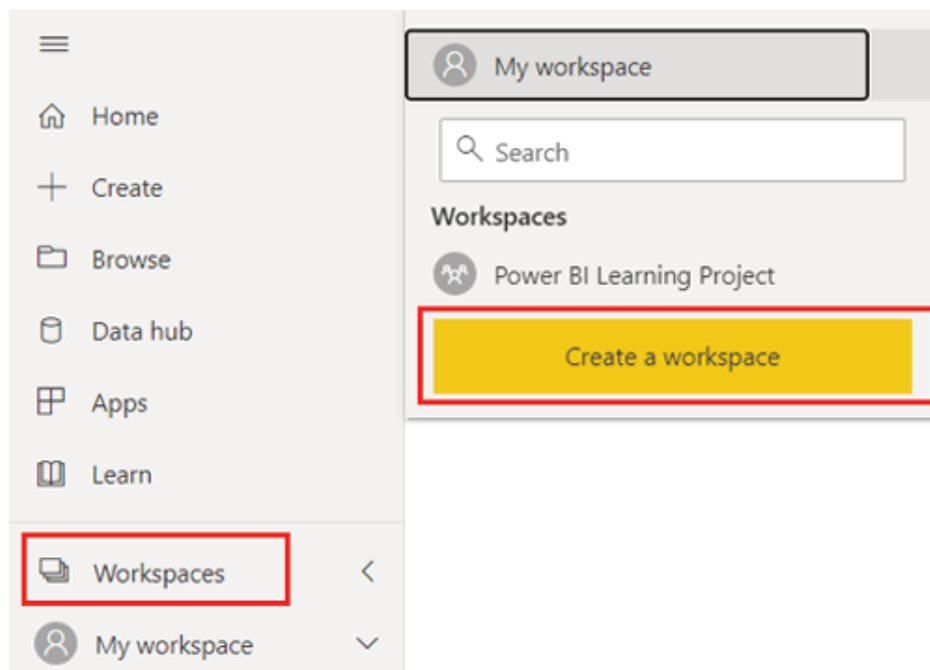 Home
Create
Browse
Data hub
Apps
Learn
Workspaces
My workspace
My workspace
Search
Workspaces
Power BI Learning Project
Create a workspace